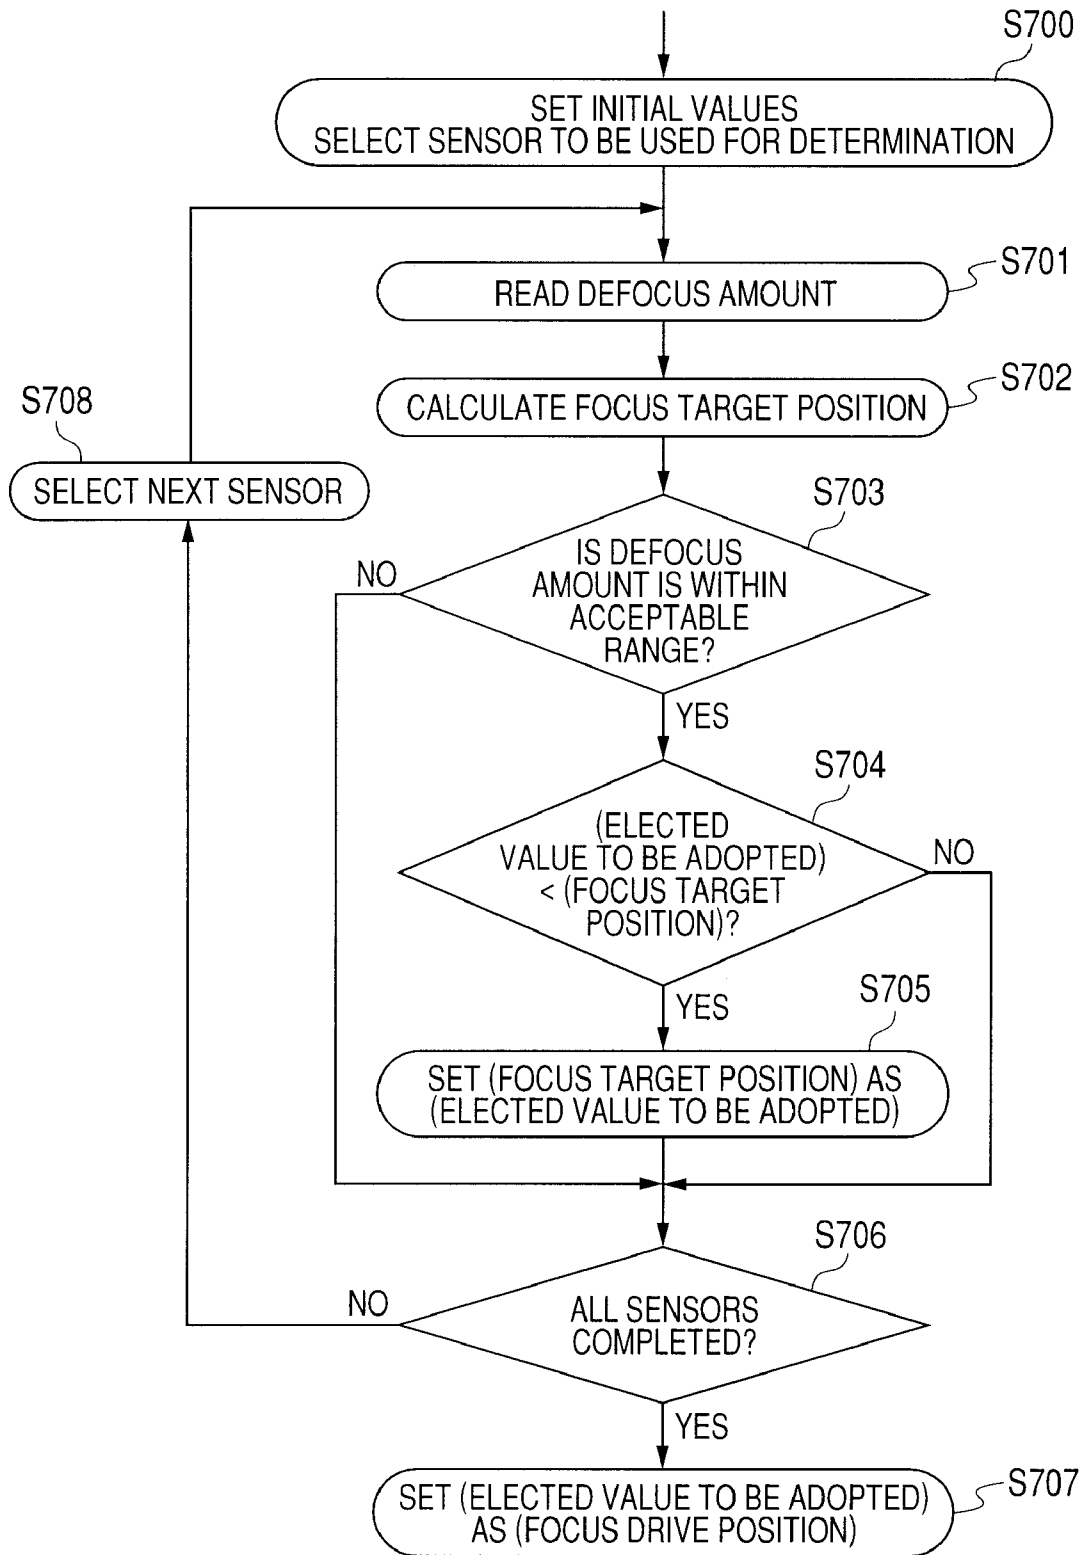 S700
SET INITIAL VALUES
SELECT SENSOR TO BE USED FOR DETERMINATION
S701
READ DEFOCUS AMOUNT
S702
CALCULATE FOCUS TARGET POSITION
S708
SELECT NEXT SENSOR
S703
IS DEFOCUS
AMOUNT IS WITHIN
ACCEPTABLE
RANGE?
NO
YES
S704
(ELECTED
VALUE TO BE ADOPTED)
< (FOCUS TARGET
POSITION)?
NO
YES
S705
SET (FOCUS TARGET POSITION) AS
(ELECTED VALUE TO BE ADOPTED)
S706
ALL SENSORS
COMPLETED?
NO
YES
S707
SET (ELECTED VALUE TO BE ADOPTED)
AS (FOCUS DRIVE POSITION)